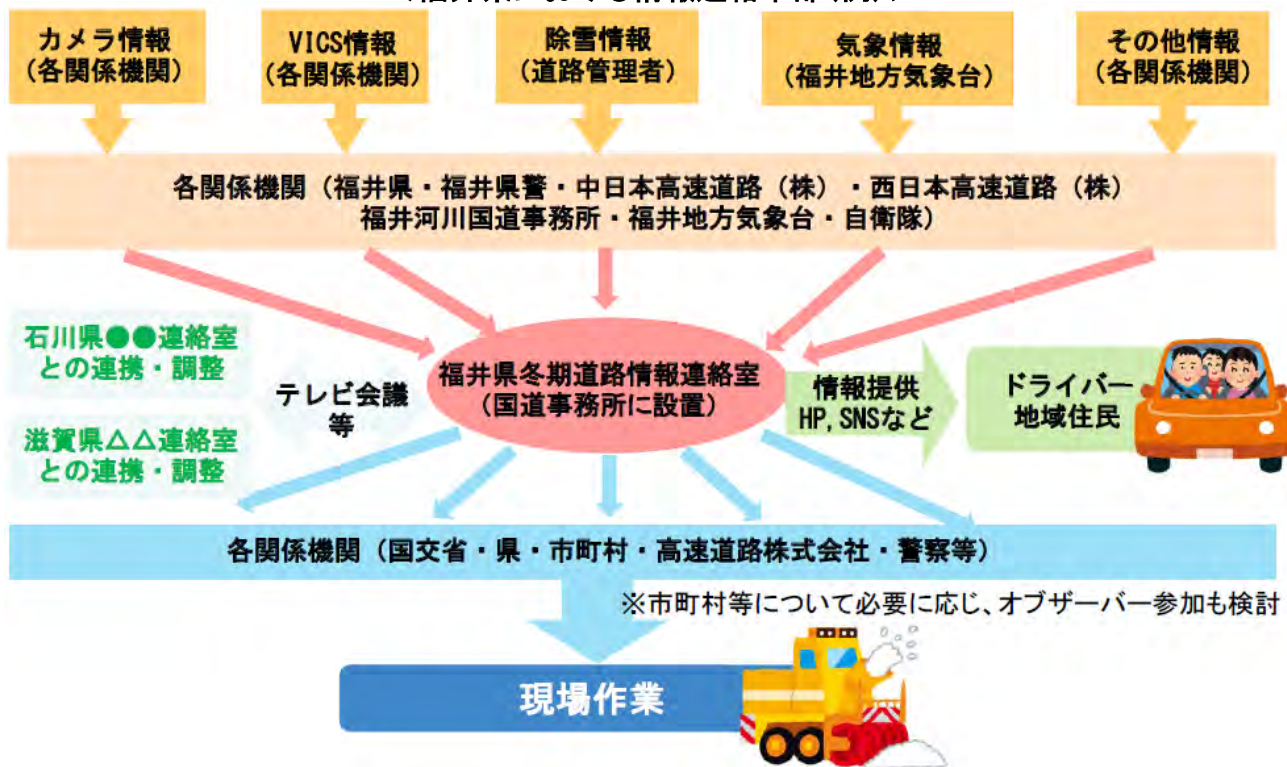 カメラ情報
（各関係機関）
VICS情報
（各関係機関）
除雪情報
（道路管理者）
気象情報
（福井地方気象台）
その他情報
（各関係機関）
各関係機関（福井県・福井県警・中日本高速道路（株）・西日本高速道路（株）
福井河川国道事務所・福井地方気象台・自衛隊）
石川県●●連絡室
との連携・調整
滋賀県△△連絡室
との連携・調整
テレビ会議
等
福井県冬期道路情報連絡室
（国道事務所に設置）
情報提供
HP,SNSなど
ドライバー
地域住民
各関係機関（国交省・県・市町村・高速道路株式会社・警察等）
※市町村等について必要に応じ、オブザーバー参加も検討
現場作業